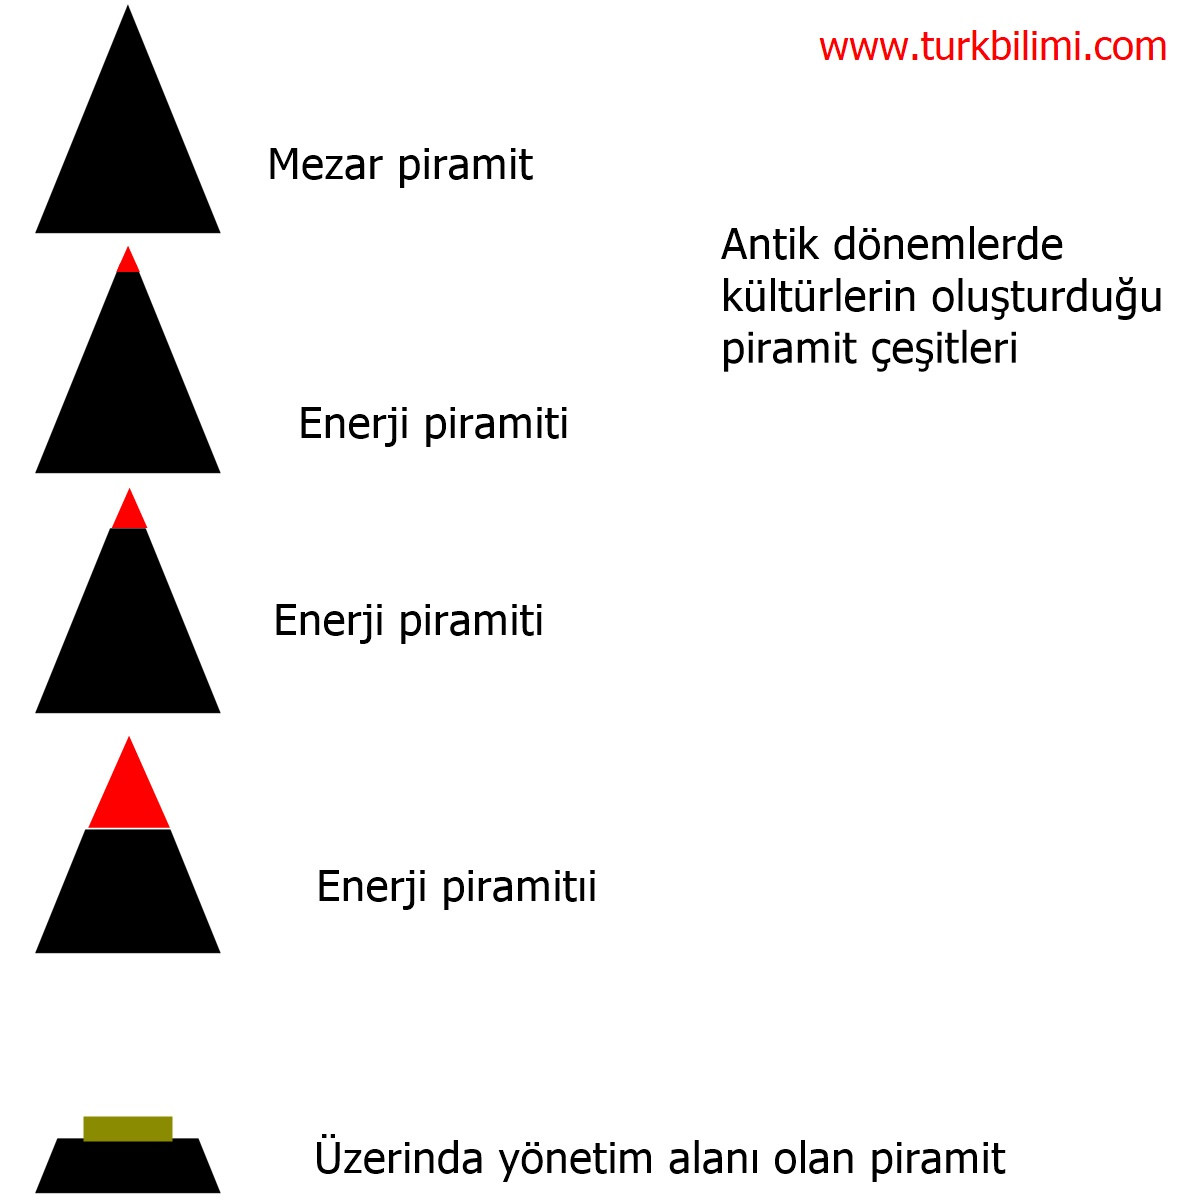 www.turkbilimi.com
Mezar piramit
Antik dönemlerde
kültürlerin oluşturduğu
piramit çeşitleri
Enerji piramiti
Enerji piramiti
Enerji piramitıi
Üzerinda yönetim alanı olan piramit